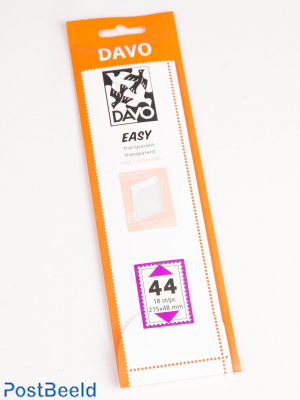 DAVO
DAVO
EASY
transparant
transparent
44
18 st/pc
215x48 mm
PostBeeld